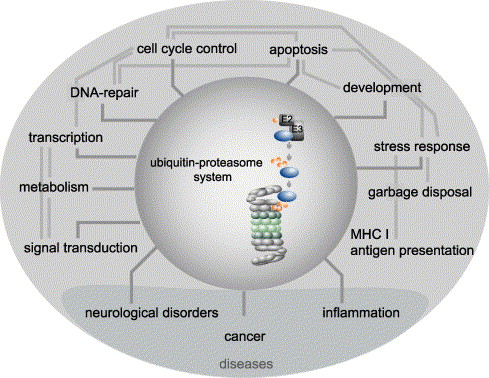 cell cycle control
apoptosis
DNA-repair
development
E2
E3
transcription
stress response
ubiquitin-proteasome
system
metabolism
garbage disposal
MHC I
signal transduction
antigen presentation
neurological disorders
inflammation
cancer
diseases